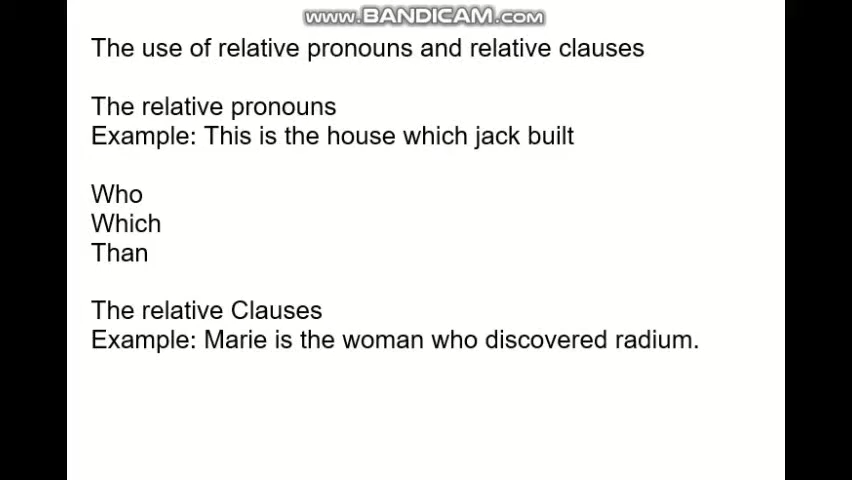 www.BANDICAM.com
The use of relative pronouns and relative clauses
The relative pronouns
Example: This is the house which jack built
Who
Which
Than
The relative Clauses
Example: Marie is the woman who discovered radium.